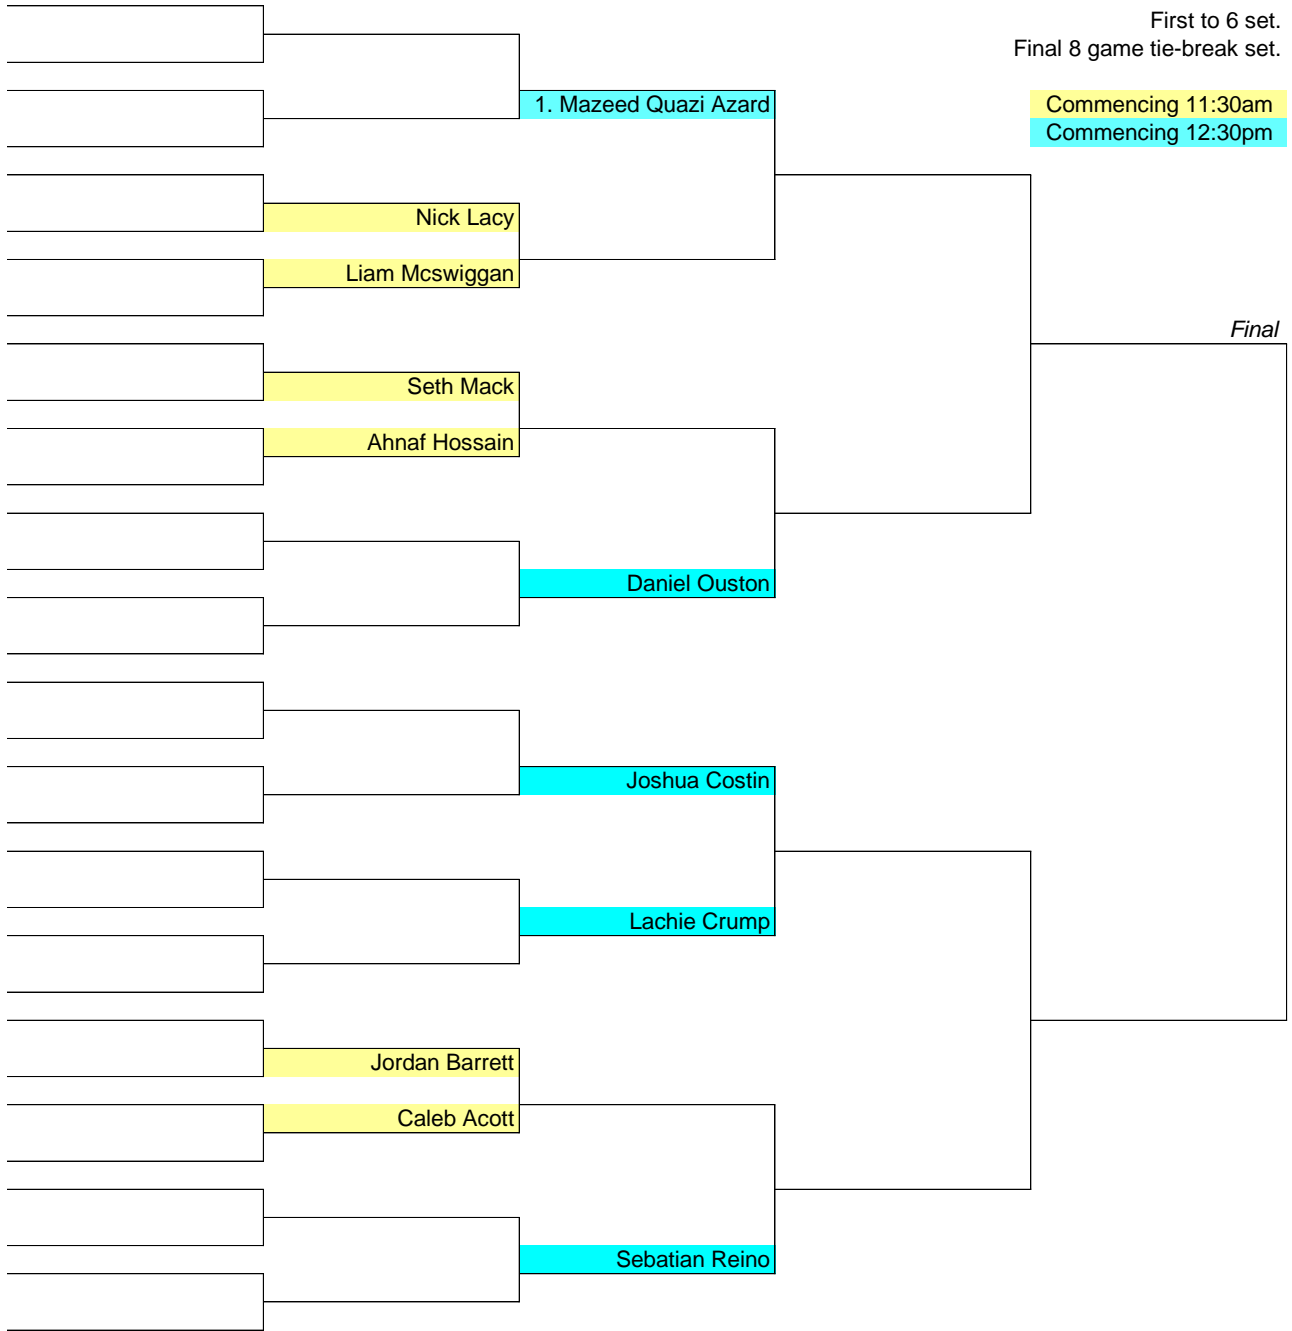 First to 6 set.
Final 8 game tie-break set.
1. Mazeed Quazi Azard
Commencing 11:30am
Commencing 12:30pm
Nick Lacy
Liam Mcswiggan
Final
Seth Mack
Ahnaf Hossain
Daniel Ouston
Joshua Costin
Lachie Crump
Jordan Barrett
Caleb Acott
Sebatian Reino